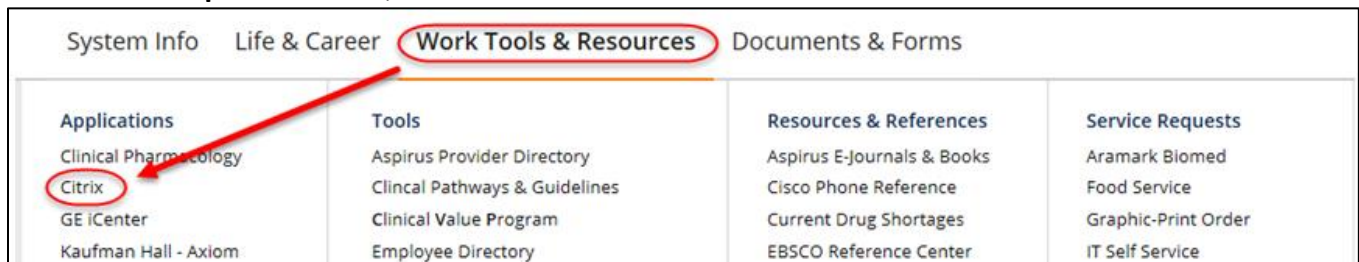 System Info Life & Career Work Tools & Resources Documents & Forms
Applications
Clinical Pharmacology
Citrix
GE iCenter
Kaufman Hall - Axiom
Tools
Aspirus Provider Directory
Clincal Pathways & Guidelines
Clinical Value Program
Employee Directory
Resources & References
Aspirus E-Journals & Books
Cisco Phone Reference
Current Drug Shortages
EBSCO Reference Center
Service Requests
Aramark Biomed
Food Service
Graphic-Print Order
IT Self Service